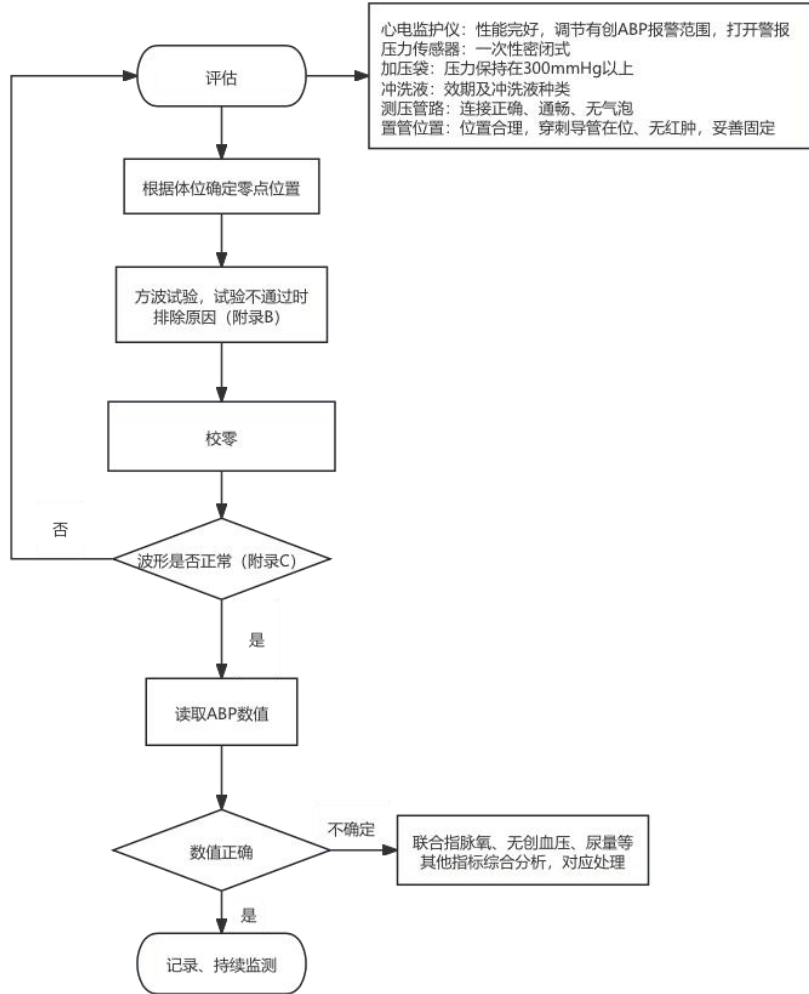 心电监护仪：性能完好，调节有创ABP报警范围，打开警报
压力传感器：一次性密闭式
加压袋：压力保持在300mmHg以上
冲洗液：效期及冲洗液种类
测压管路：连接正确、通畅、无气泡
置管位置：位置合理，穿刺导管在位、无红肿，妥善固定
评估
根据体位确定零点位置
方波试验，试验不通过时
排除原因（附录B）
校零
否
波形是否正常（附录C）
是
读取ABP数值
不确定
数值正确
联合指脉氧、无创血压、尿量等
其他指标综合分析，对应处理
是
记录、持续监测